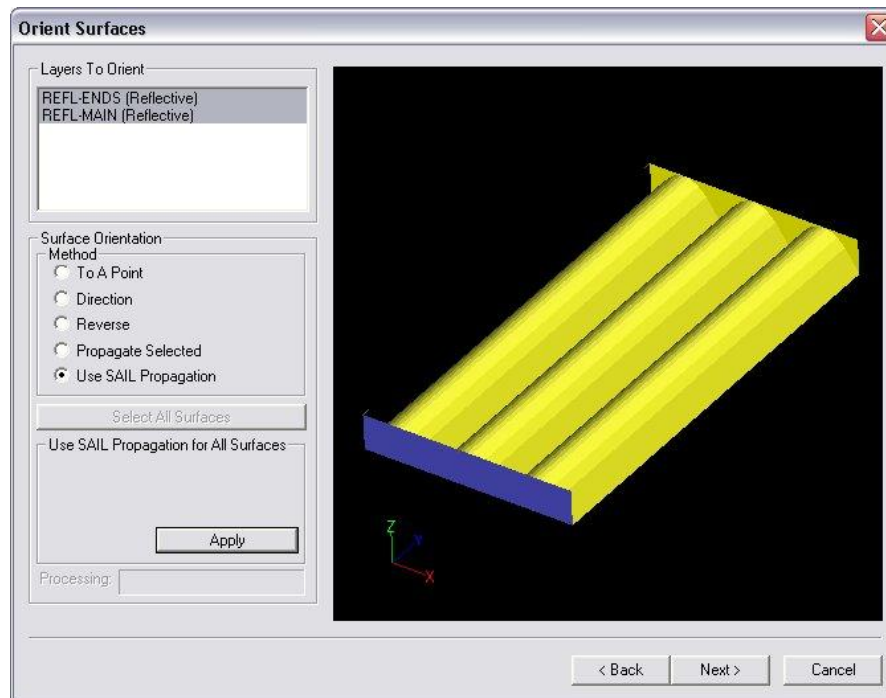 Orient Surfaces
Layers To Orient
REFL-ENDS (Reflective)
REFL-MAIN (Reflective)
Surface Orientation
Method
To A Point
Direction
Reverse
Propagate Selected
Use SAIL Propagation
Select All Surfaces
Use SAIL Propagation for All Surfaces
Apply
Processing:
Z
Y
X
< Back
Next >
Cancel